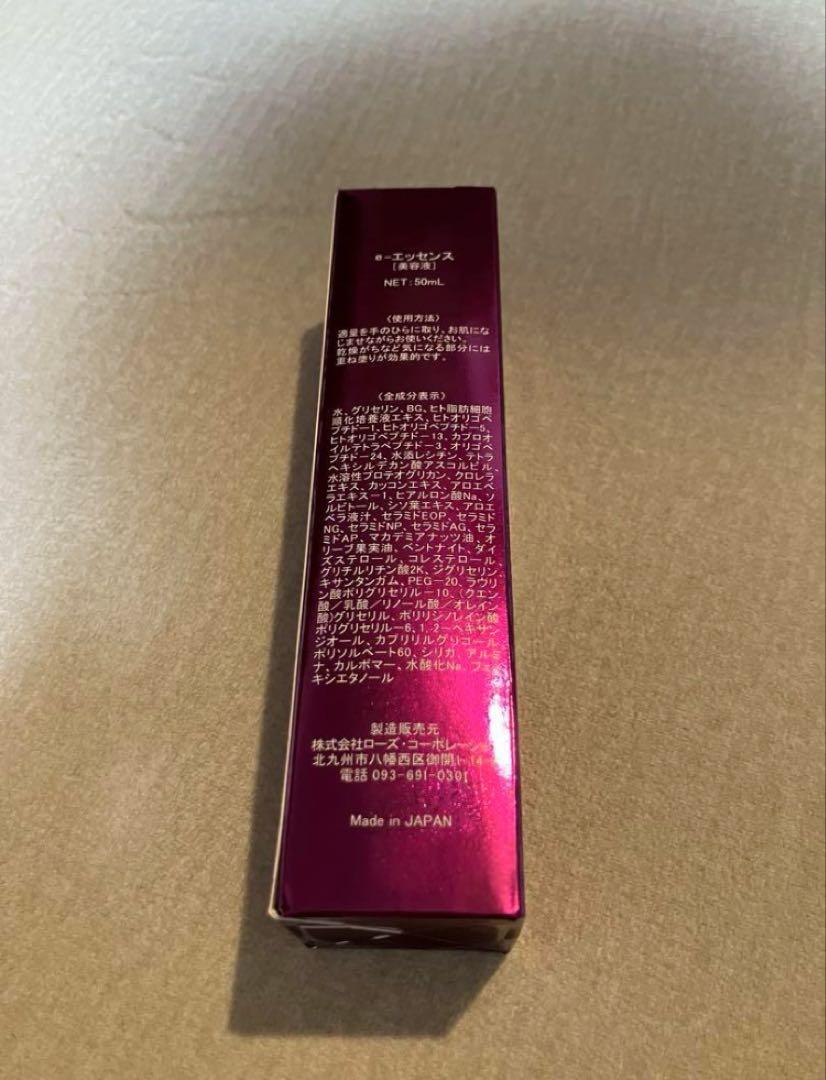 e-エッセンス
[美容液]
NET:50mL
〈使用方法〉
適量を手のひらに取り、お肌にな
じませながらお使いください。
乾燥がちなど気になる部分には
重ね塗りが効果的です。
〈全成分表示〉
水、グリセリン、BG、ヒト脂肪細胞
順化培養液エキス、ヒトオリゴペ
プチド-1、ヒトオリゴペプチド-5、
ヒトオリゴペプチド-13、カプロオ
イルテトラペプチド-3、オリゴペ
プチド-24、水添レシチン、テトラ
ヘキシルデカン酸アスコルビル、
水溶性プロテオグリカン、クロレラ
エキス、カッコンエキス、アロエベ
ラエキス-1、ヒアルロン酸Na、ソ
ルビトール、シソ葉エキス、アロエ
ベラ液汁、セラミドEOP、セラミド
NG、セラミドNP、セラミドAG、セラ
ミドAP、マカデミアナッツ油、オ
リーブ果実油、ベントナイト、ダイ
ズステロール、コレステロール、
グリチルリチン酸2K、ジグリセリン、
キサンタンガム、PEG-20、ラウリ
ン酸ポリグリセリル-10、(クエン
酸/乳酸/リノール酸/オレイン
酸)グリセリル、ポリリシノレイン酸
ポリグリセリル-6、1,2-ヘキサン
ジオール、カプリリルグリコール、
ポリソルベート60、シリカ、アルミ
ナ、カルボマー、水酸化Na、フェノ
キシエタノール
製造販売元
株式会社ローズ・コーポレーション
北九州市八幡西区御開1-14-
電話 093-691-0301
Made in JAPAN